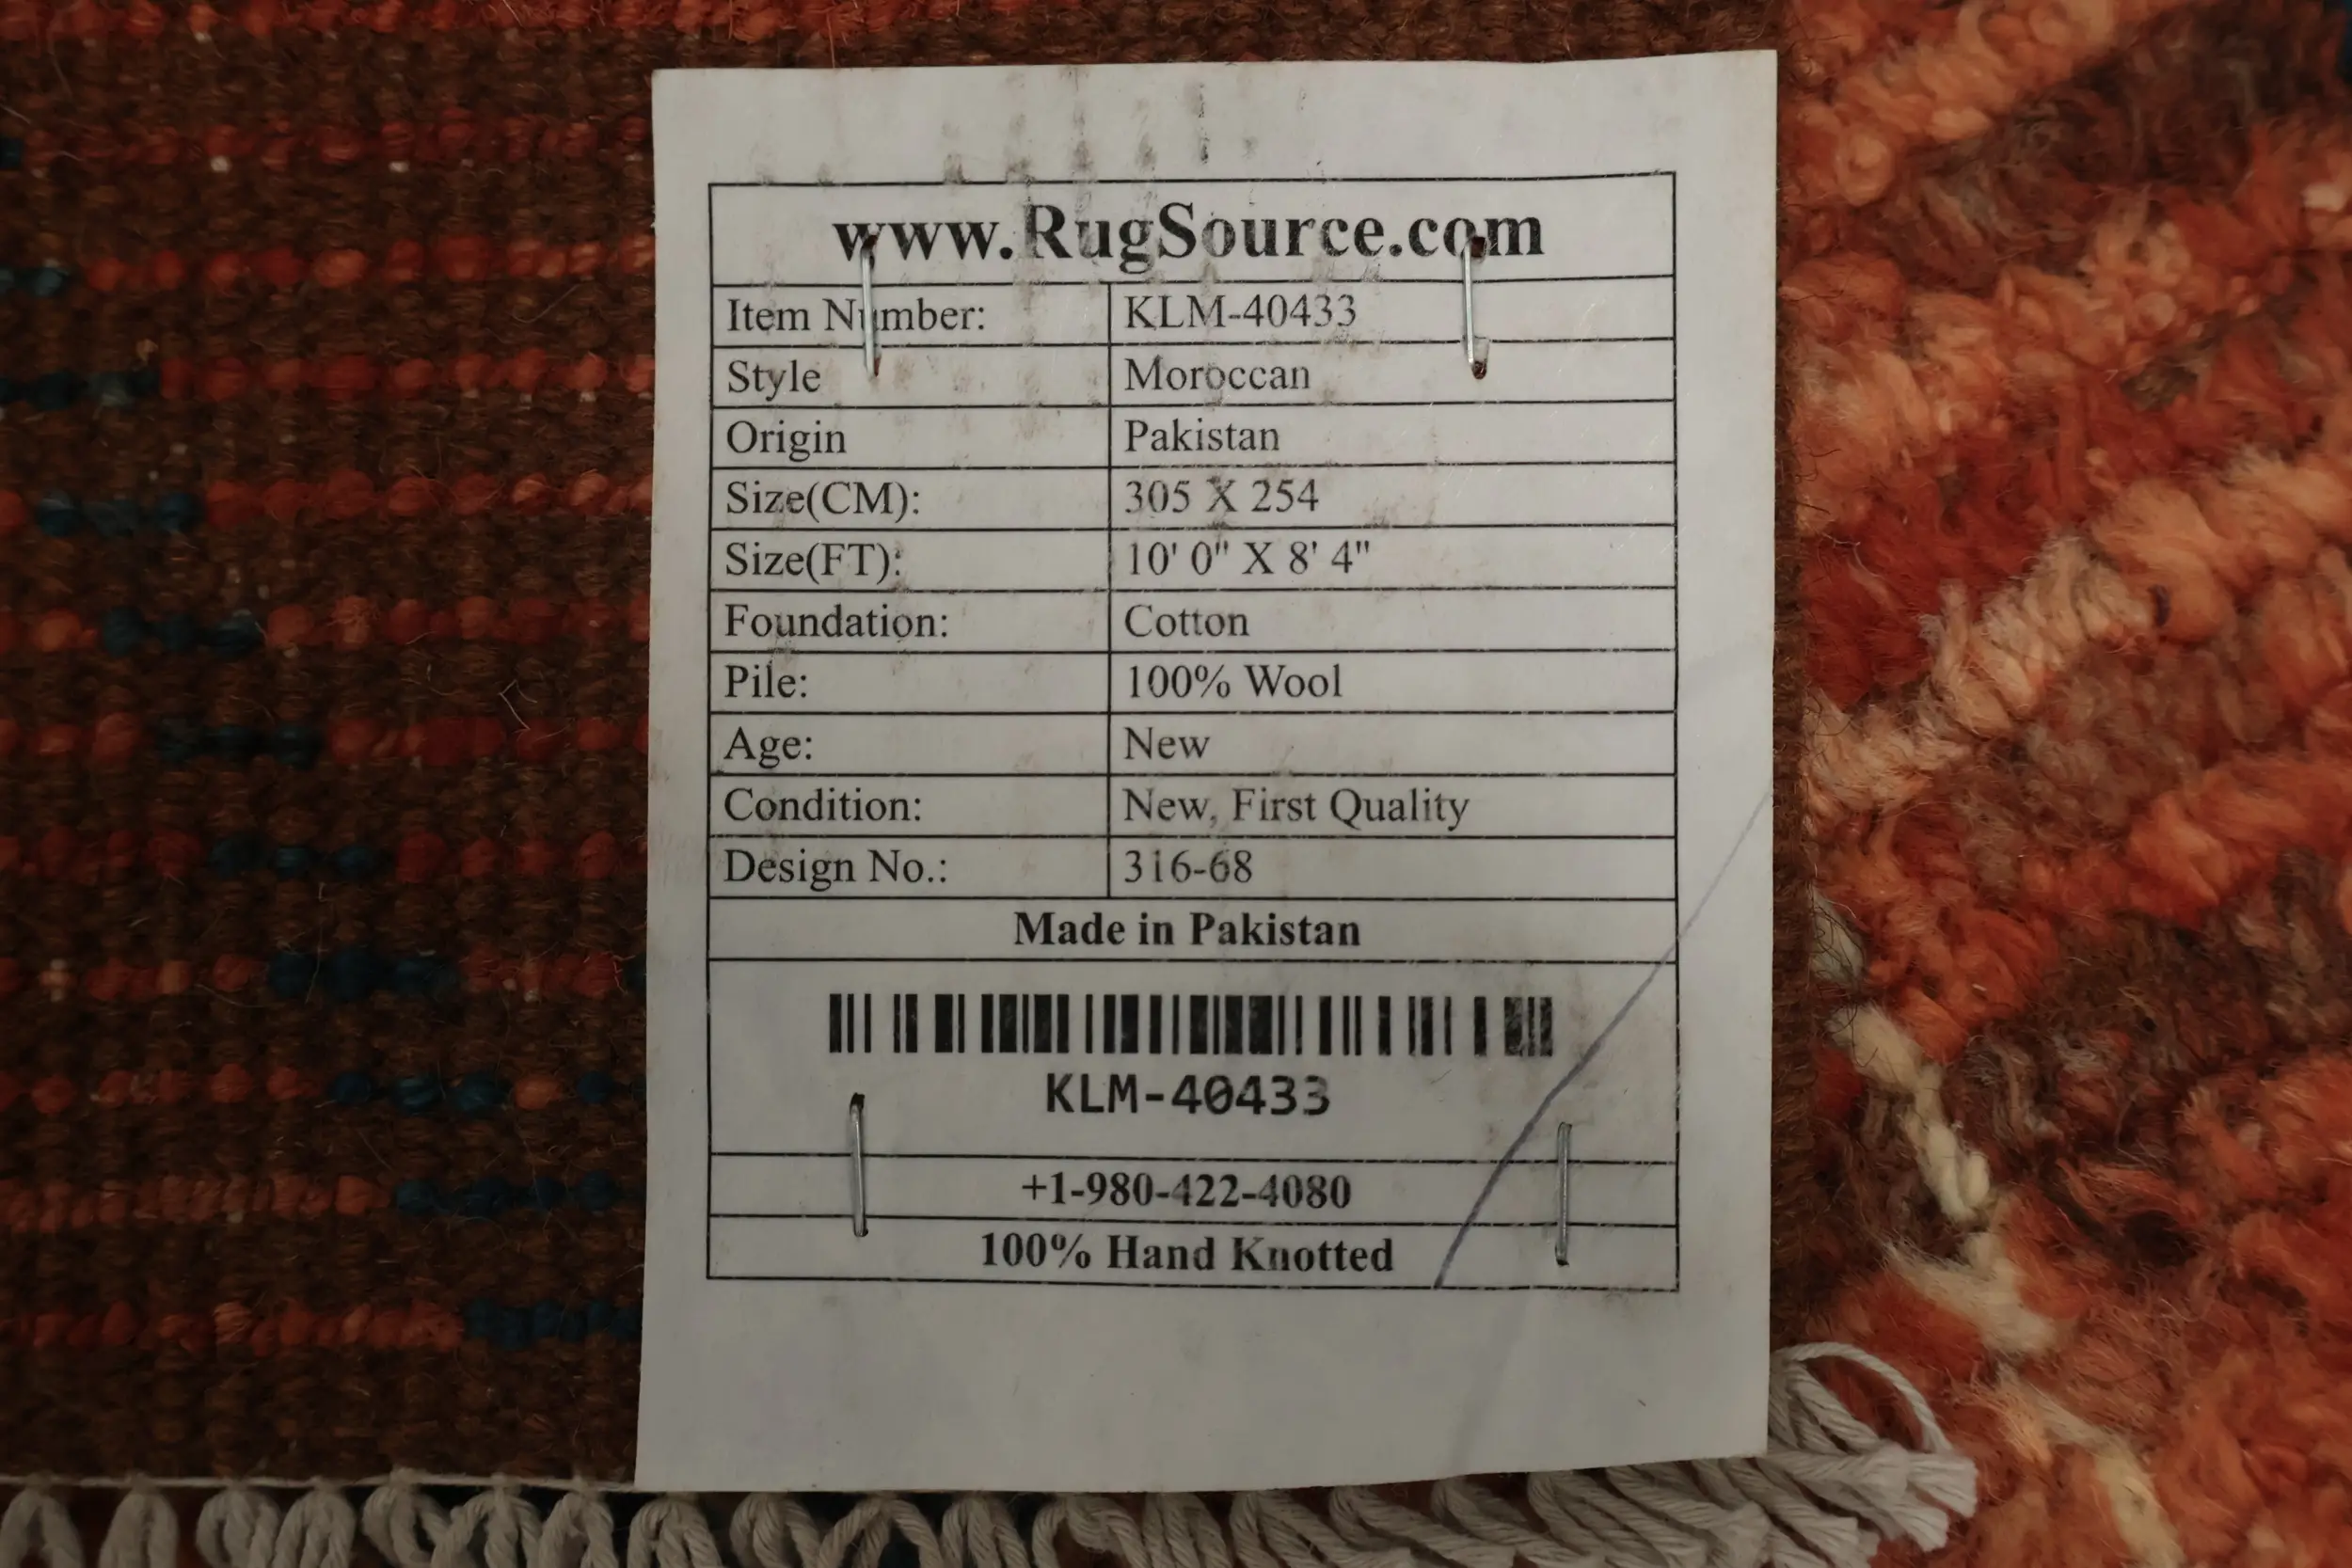 www.RugSource.com
Item Number: KLM-40433
Style Moroccan
Origin Pakistan
Size(CM): 305 X 254
Size(FT): 10' 0" X 8' 4"
Foundation: Cotton
Pile: 100% Wool
Age: New
Condition: New, First Quality
Design No.: 316-68
Made in Pakistan
KLM-40433
+1-980-422-4080
100% Hand Knotted